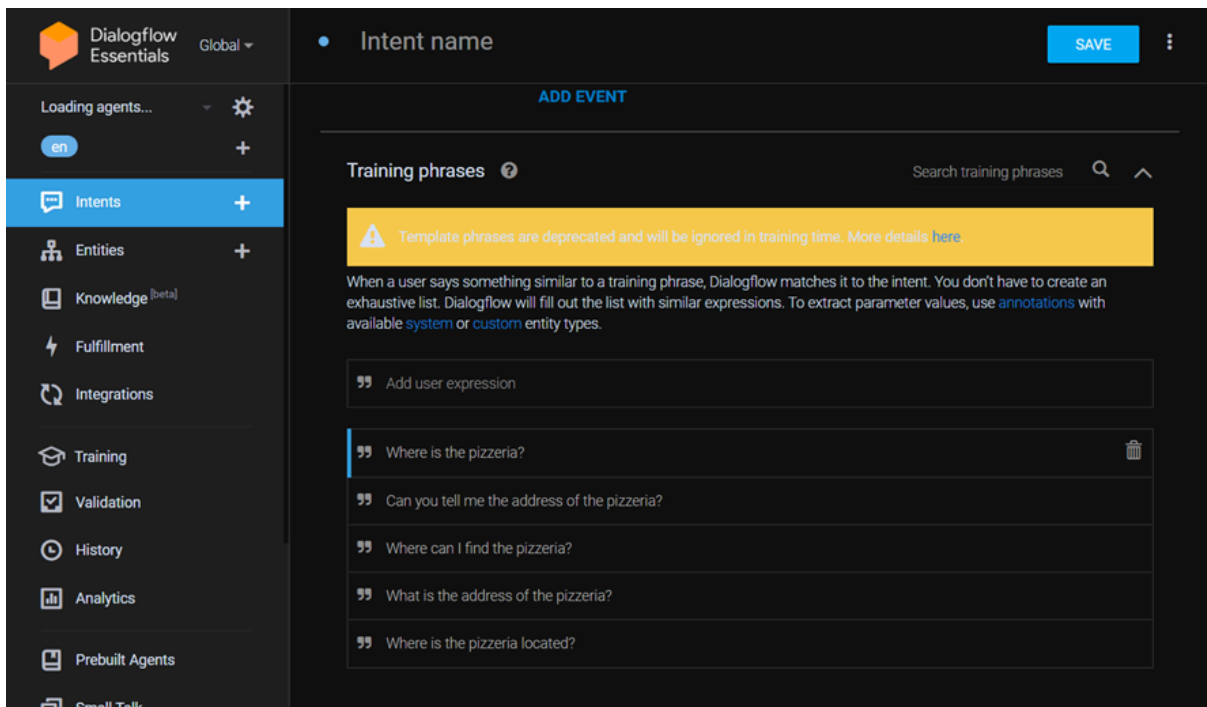 Dialogflow
Essentials
Global
Intent name
SAVE
Loading agents...
en
Intents
Entities
Knowledge [beta]
Fulfillment
Integrations
Training
Validation
History
Analytics
Prebuilt Agents
Small Talk
ADD EVENT
Training phrases
Search training phrases
Template phrases are deprecated and will be ignored in training time. More details here
When a user says something similar to a training phrase, Dialogflow matches it to the intent. You don't have to create an
exhaustive list. Dialogflow will fill out the list with similar expressions. To extract parameter values, use annotations with
available system or custom entity types.
Add user expression
Where is the pizzeria?
Can you tell me the address of the pizzeria?
Where can I find the pizzeria?
What is the address of the pizzeria?
Where is the pizzeria located?